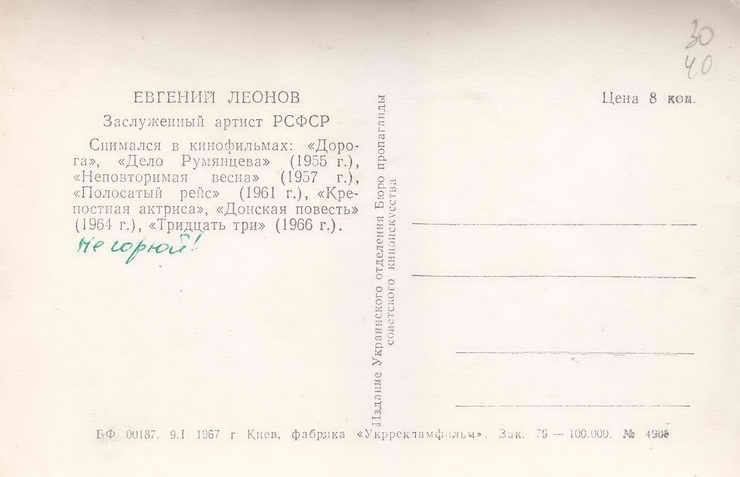 30
40
ЕВГЕНИЙ ЛЕОНОВ
Заслуженный артист РСФСР
Снимался в кинофильмах: «Доро-
га», «Дело Румянцева» (1955 г.),
«Неповторимая весна» (1957 г.),
«Полосатый рейс» (1961 г.), «Кре-
постная актриса», «Донская повесть»
(1964 г.), «Тридцать три» (1966 г.).
Не горюй!
Издание Украинского отделения Бюро пропаганды
советского киноискусства
Цена 8 коп.
БФ 00187. 9.I 1967 г Киев, фабрика «Укррекламфильм». Зак. 79 — 100.000. №